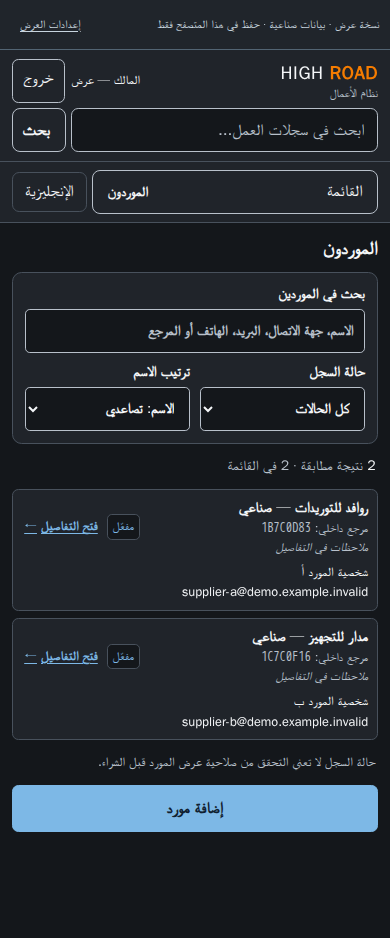 نسخة عرض · بيانات صناعية · حفظ في هذا المتصفح فقط
إعدادات العرض
HIGH ROAD
نظام الأعمال
المالك — عرض
خروج
ابحث في سجلات العمل...
بحث
القائمة
الموردون
الإنجليزية
الموردون
بحث في الموردين
الاسم، جهة الاتصال، البريد، الهاتف أو المرجع
حالة السجل
ترتيب الاسم
كل الحالات
الاسم: تصاعدي
2 نتيجة مطابقة · 2 في القائمة
روافد للتوريدات — صناعي
مرجع داخلي: 1B7C0D83
ملاحظات في التفاصيل
شخصية المورد أ
supplier-a@demo.example.invalid
مفعّل
فتح التفاصيل ←
مدار للتجهيز — صناعي
مرجع داخلي: 1C7C0F16
ملاحظات في التفاصيل
شخصية المورد ب
supplier-b@demo.example.invalid
مفعّل
فتح التفاصيل ←
حالة السجل لا تعني التحقق من صلاحية عرض المورد قبل الشراء.
إضافة مورد